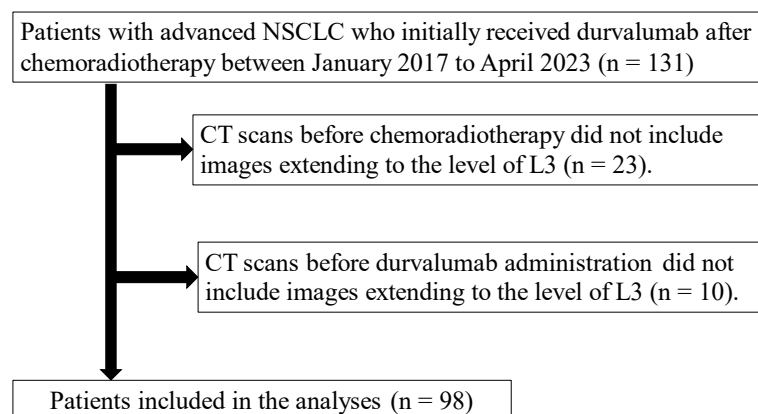 Patients with advanced NSCLC who initially received durvalumab after
chemoradiotherapy between January 2017 to April 2023 (n = 131)
CT scans before chemoradiotherapy did not include
images extending to the level of L3 (n = 23).
CT scans before durvalumab administration did not
include images extending to the level of L3 (n = 10).
Patients included in the analyses (n = 98)